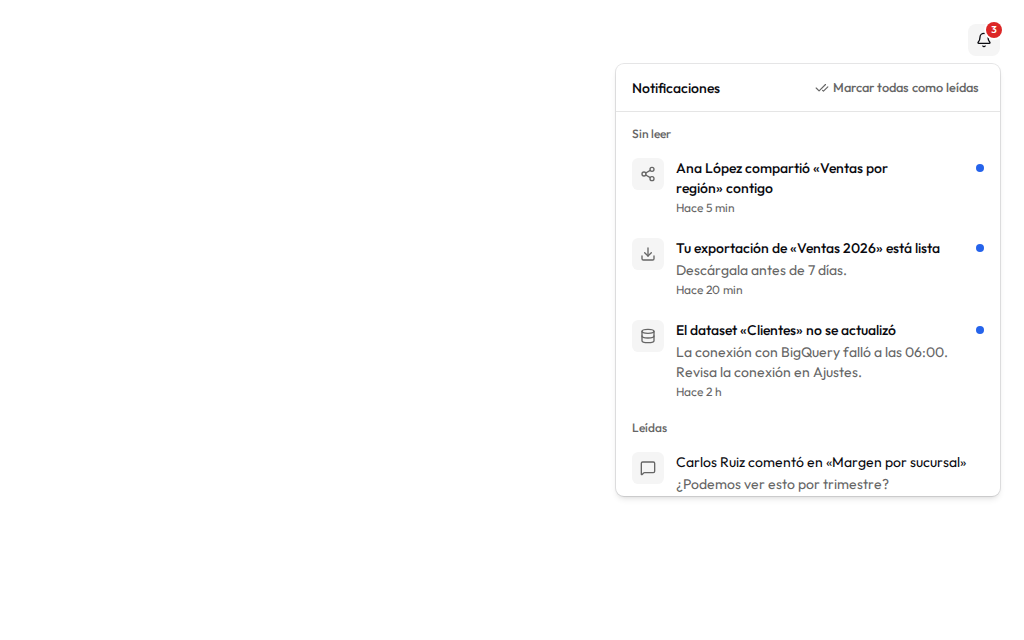 3
Notificaciones
Marcar todas como leídas
Sin leer
Ana López compartió «Ventas por
región» contigo
Hace 5 min
Tu exportación de «Ventas 2026» está lista
Descárgala antes de 7 días.
Hace 20 min
El dataset «Clientes» no se actualizó
La conexión con BigQuery falló a las 06:00.
Revisa la conexión en Ajustes.
Hace 2 h
Leídas
Carlos Ruiz comentó en «Margen por sucursal»
¿Podemos ver esto por trimestre?